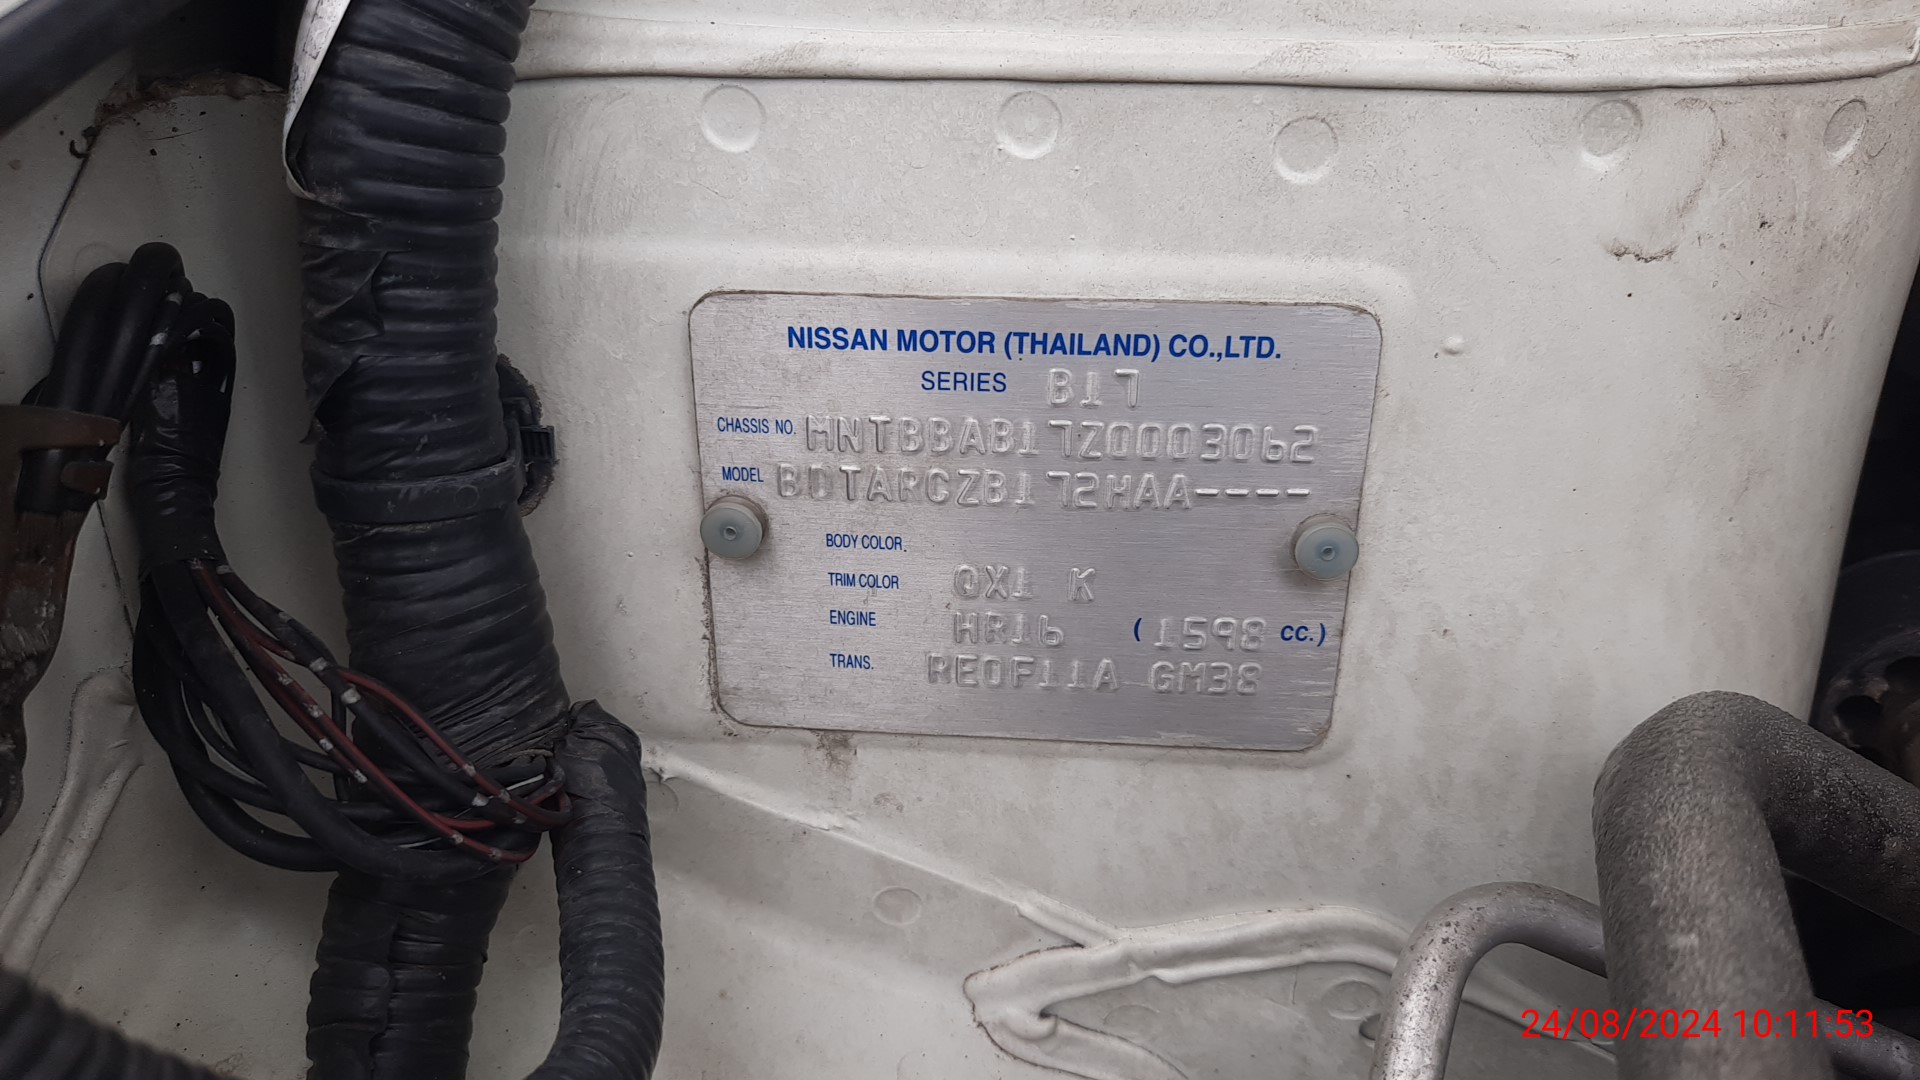 NISSAN MOTOR (THAILAND) CO.,LTD.
SERIES B17
CHASSIS NO. MNTBBAB17Z0003062
MODEL BDTARCZB172HAA----
BODY COLOR.
TRIM COLOR QX1 K
ENGINE HR16 (1598 CC.)
TRANS. RE0F11A GM38
24/08/2024 10:11:53